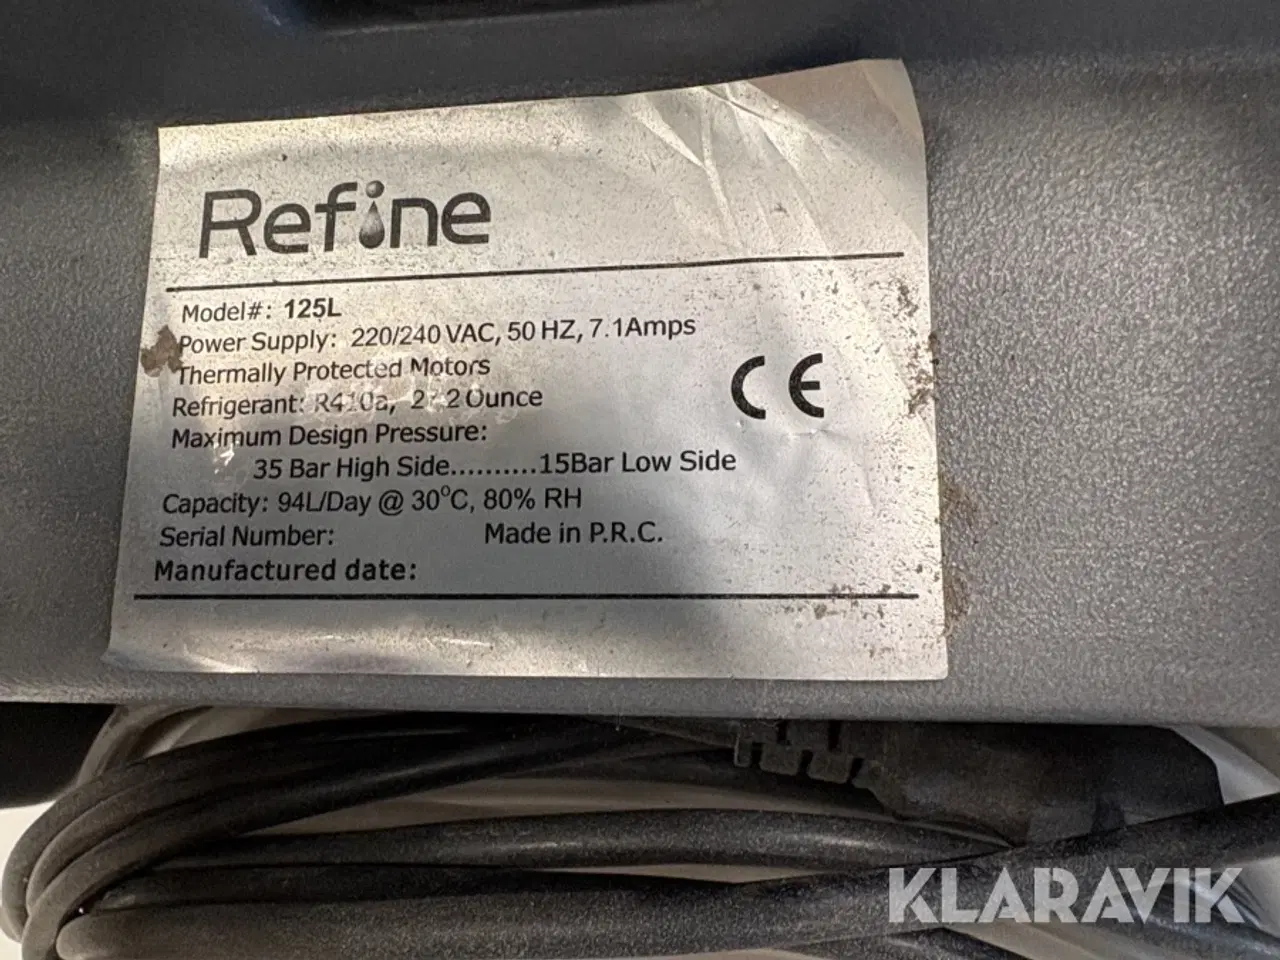 Refine
Model#: 125L
Power Supply: 220/240 VAC, 50 HZ, 7.1Amps
Thermally Protected Motors
Refrigerant: R410a, Ounce
Maximum Design Pressure:
35 Bar High Side..........15Bar Low Side
Capacity: 94L/Day @ 30°C, 80% RH
Serial Number: Made in P.R.C.
Manufactured date:
CE
KLARAVIK